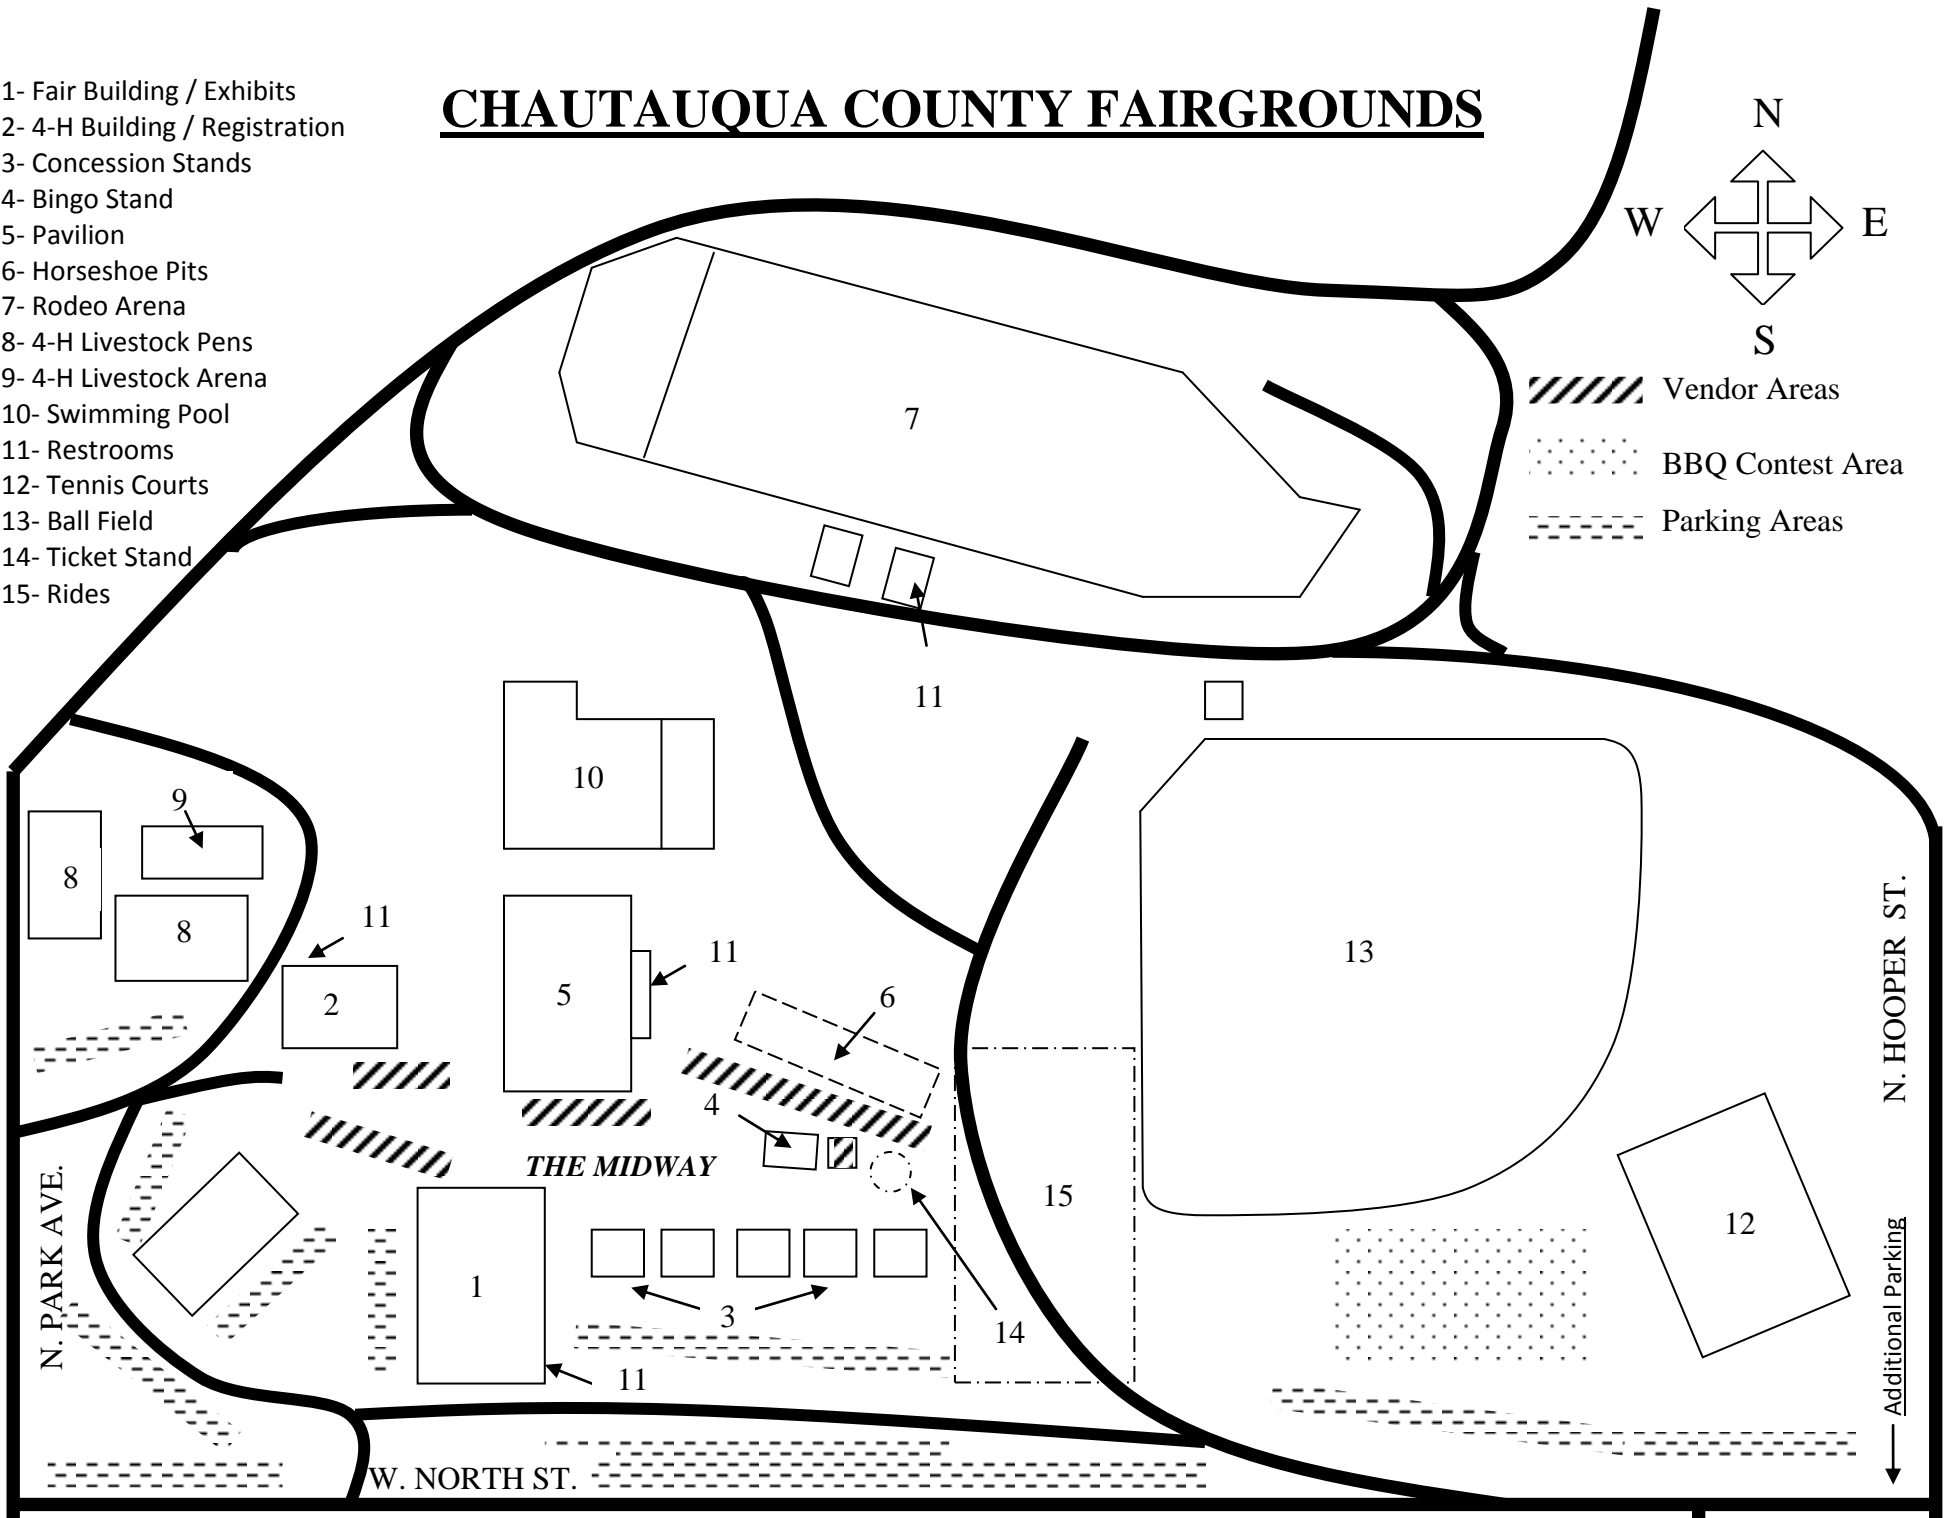 CHAUTAUQUA COUNTY FAIRGROUNDS
1- Fair Building / Exhibits
2- 4-H Building / Registration
3- Concession Stands
4- Bingo Stand
5- Pavilion
6- Horseshoe Pits
7- Rodeo Arena
8- 4-H Livestock Pens
9- 4-H Livestock Arena
10- Swimming Pool
11- Restrooms
12- Tennis Courts
13- Ball Field
14- Ticket Stand
15- Rides
N
W
E
S
Vendor Areas
BBQ Contest Area
Parking Areas
7
11
10
9
8
8
11
2
5
11
6
13
N. HOOPER ST.
4
THE MIDWAY
15
12
N. PARK AVE.
1
3
14
11
Additional Parking
W. NORTH ST.